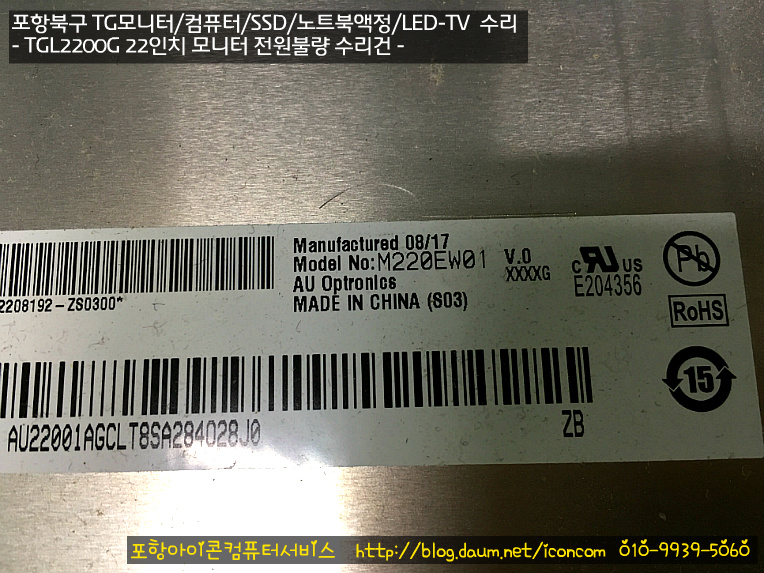 포항북구 TG모니터/컴퓨터/SSD/노트북액정/LED-TV 수리
- TGL2200G 22인치 모니터 전원불량 수리건 -
Manufactured 08/17
Model No:M220EW01 V.0
XXXXG
AU Optronics
MADE IN CHINA (S03)
c RU US
E204356
Pb
RoHS
2208192-ZS0300*
15
AU22001AGCLT8SA284028J0
ZB
포항아이콘컴퓨터서비스 http://blog.daum.net/iconcom 010-9939-5060